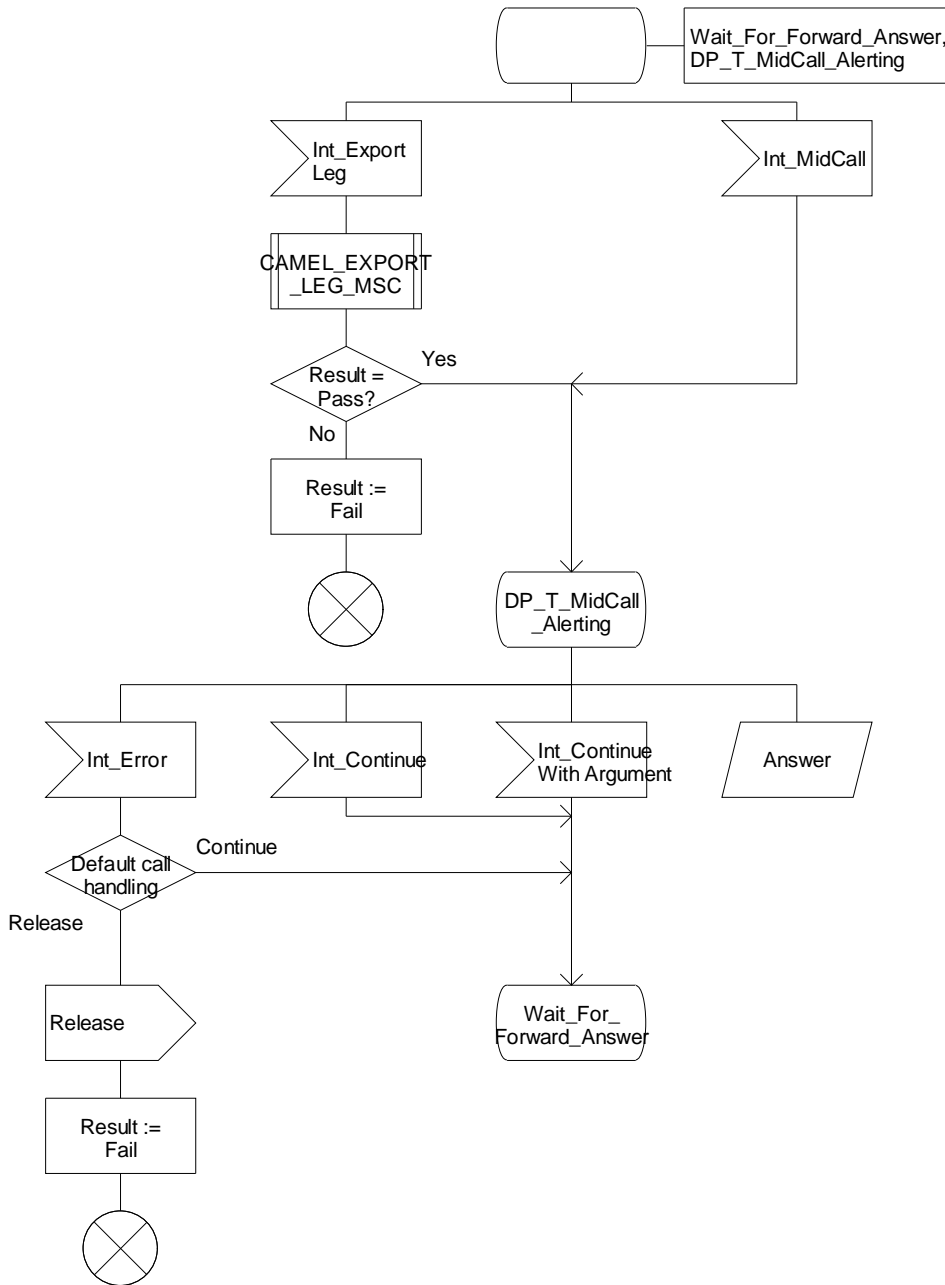 Wait_For_Forward_Answer,
DP_T_MidCall_Alerting
Int_Export
Leg
Int_MidCall
CAMEL_EXPORT
_LEG_MSC
Yes
Result =
Pass?
No
Result :=
Fail
DP_T_MidCall
_Alerting
Int_Error
Int_Continue
Int_Continue
With Argument
Answer
Continue
Default call
handling
Release
Release
Wait_For_
Forward_Answer
Result :=
Fail